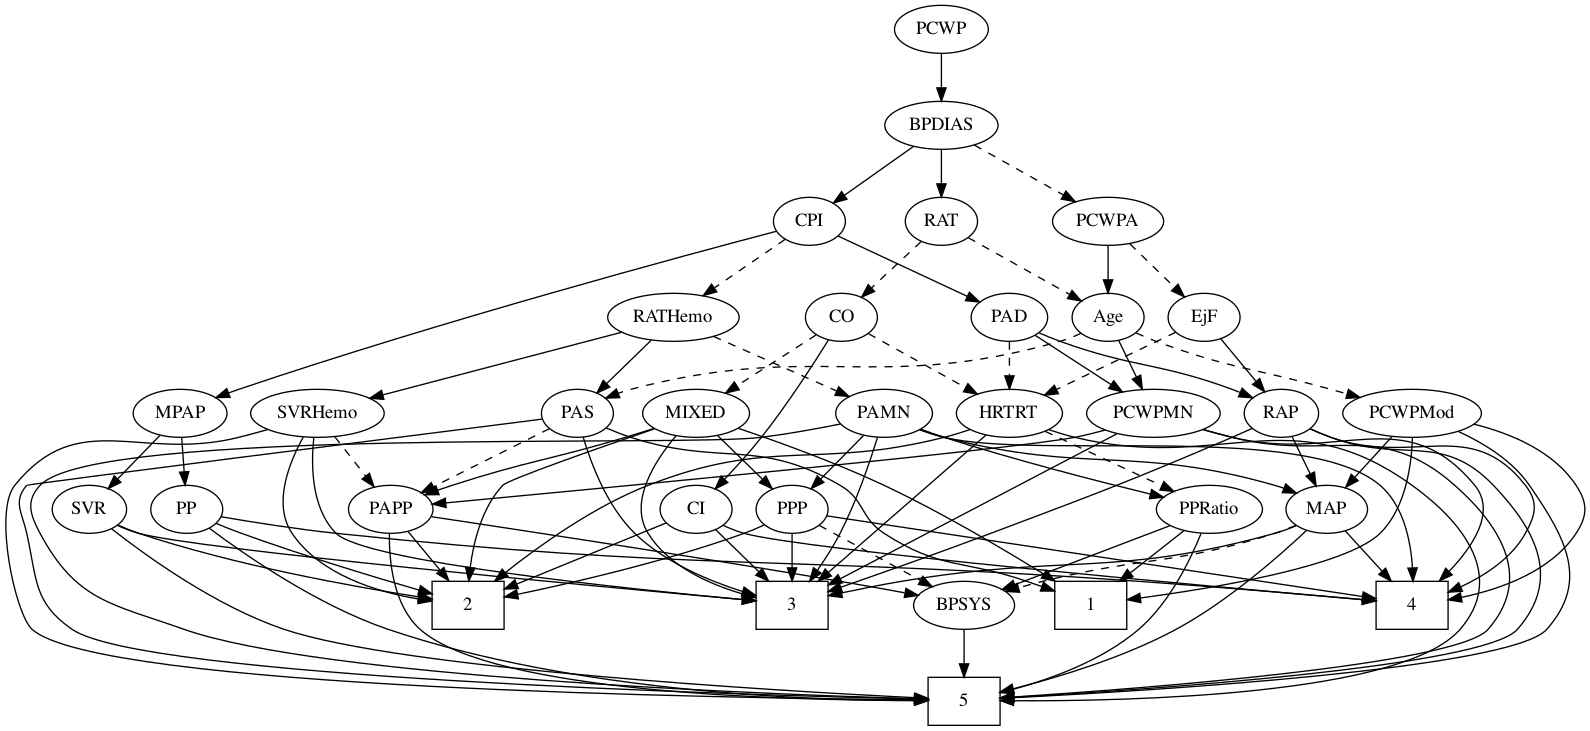 PCWP
BPDIAS
CPI RAT PCWPA
RATHemo CO PAD Age EjF
MPAP SVRHemo PAS MIXED PAMN HRTRT PCWPMN RAP PCWPMod
SVR PP PAPP CI PPP PPRatio MAP
2 3 BPSYS 1 4
5